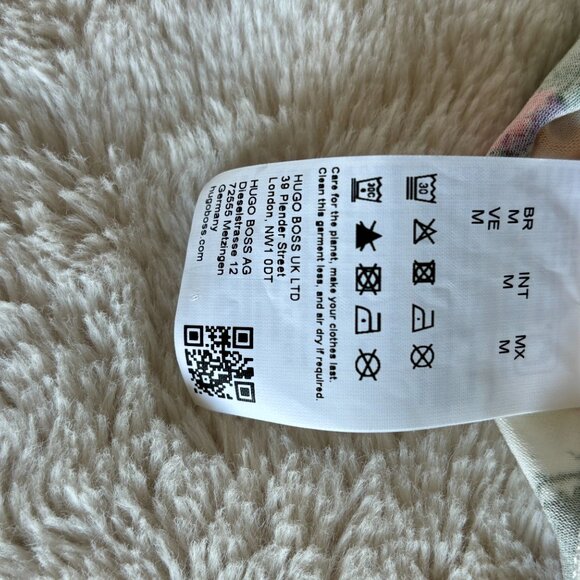 BR INT MX
M M M
VE
M
30
30C
Care for the planet, make your clothes last.
Clean this garment less, and air dry if required.
HUGO BOSS UK LTD
39 Plender Street
London, NW1 0DT
HUGO BOSS AG
Dieselstrasse 12
72555 Metzingen
Germany
hugoboss.com